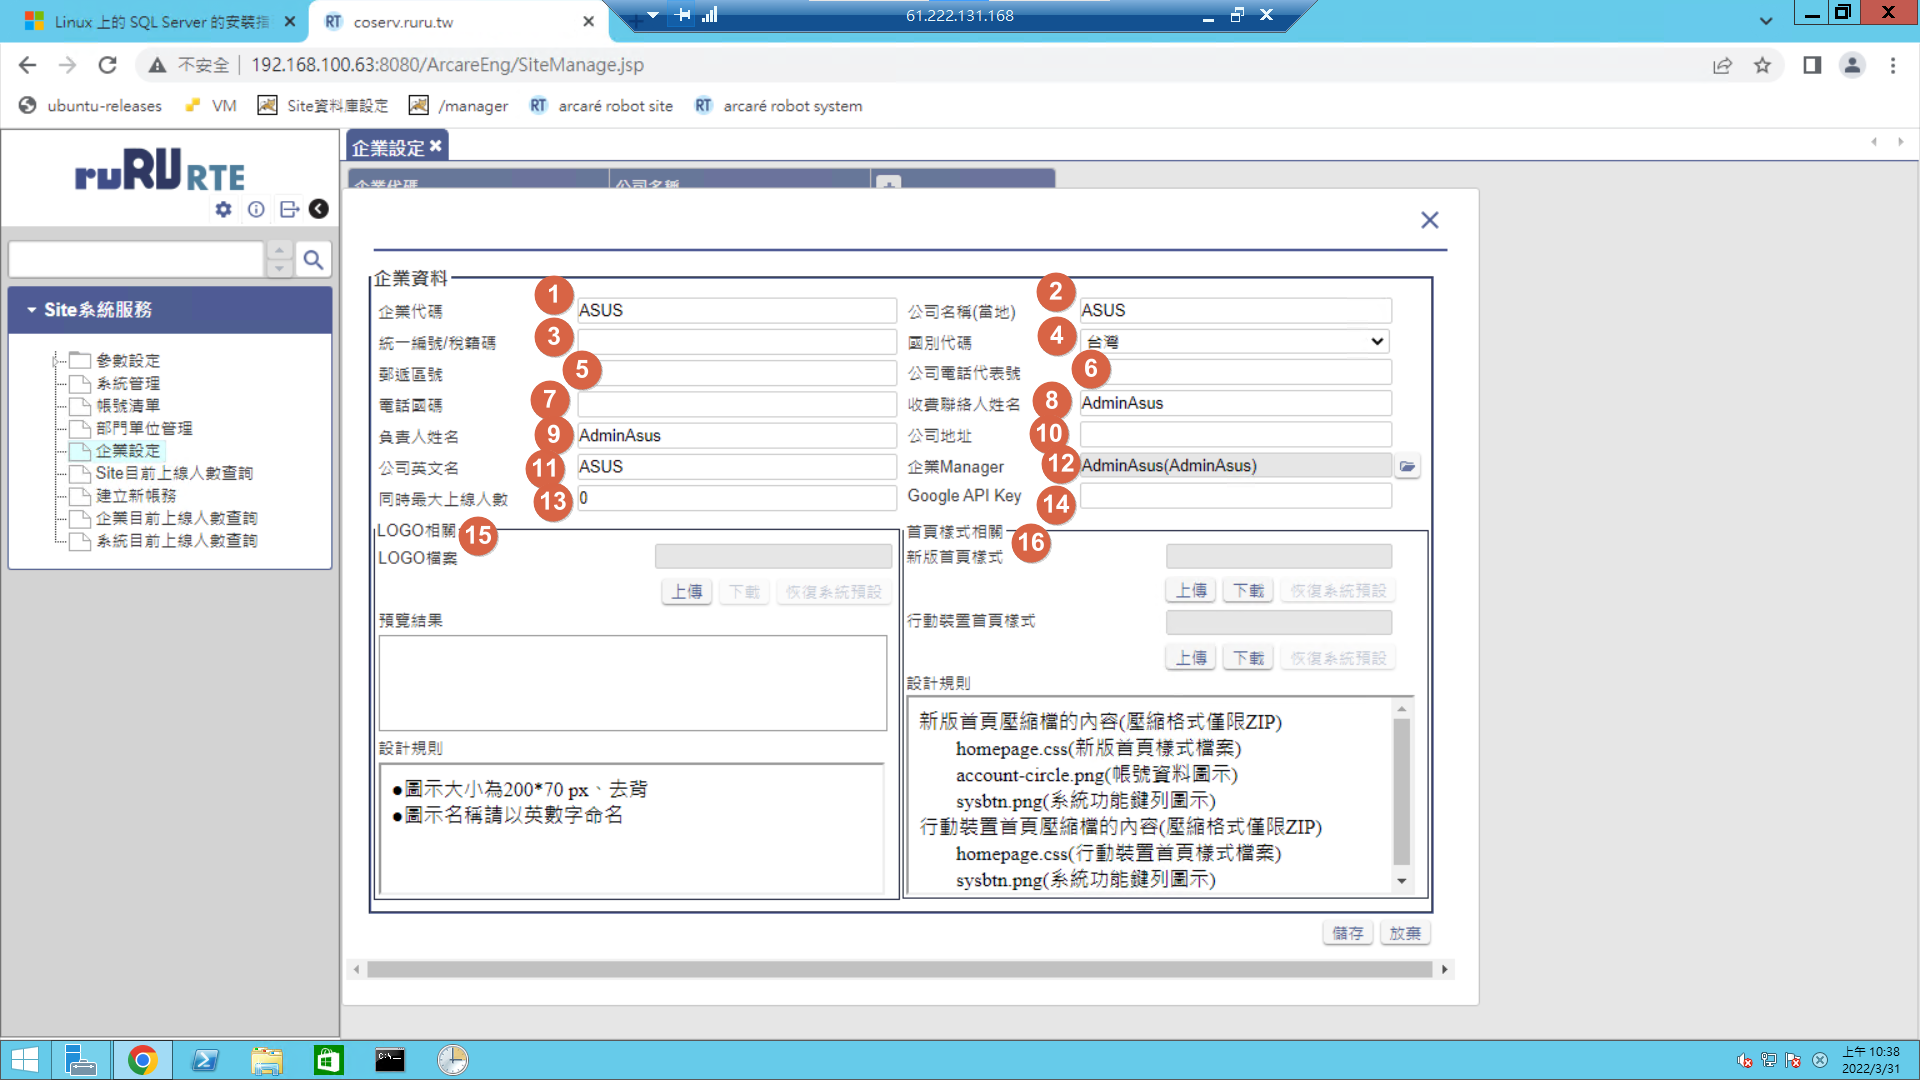 Linux 上的 SQL Server 的安裝指
coserv.ruru.tw
61.222.131.168
不安全 192.168.100.63:8080/ArcareEng/SiteManage.jsp
ubuntu-releases VM Site資料庫設定 /manager RT arcaré robot site RT arcaré robot system
ruRU RTE
企業設定
企業代碼 公司名稱
Site系統服務
參數設定
系統管理
帳號清單
部門單位管理
企業設定
Site目前上線人數查詢
建立新帳務
企業目前上線人數查詢
系統目前上線人數查詢
企業資料
企業代碼 1 ASUS 公司名稱(當地) 2 ASUS
統一編號/稅籍碼 3 國別代碼 4 台灣
郵遞區號 5 公司電話代表號 6
電話國碼 7 收費聯絡人姓名 8 AdminAsus
負責人姓名 9 AdminAsus 公司地址 10
公司英文名 11 ASUS 企業Manager 12 AdminAsus(AdminAsus)
同時最大上線人數 13 0 Google API Key 14
LOGO相關 15 首頁樣式相關 16
LOGO檔案 新版首頁樣式
上傳 下載 恢復系統預設 上傳 下載 恢復系統預設
預覽結果 行動裝置首頁樣式
上傳 下載 恢復系統預設
設計規則
新版首頁壓縮檔的內容(壓縮格式僅限ZIP)
homepage.css(新版首頁樣式檔案)
account-circle.png(帳號資料圖示)
sysbtn.png(系統功能鍵列圖示)
行動裝置首頁壓縮檔的內容(壓縮格式僅限ZIP)
homepage.css(行動裝置首頁樣式檔案)
sysbtn.png(系統功能鍵列圖示)
設計規則
●圖示大小為200*70 px、去背
●圖示名稱請以英數字命名
儲存 放棄
上午 10:38
2022/3/31